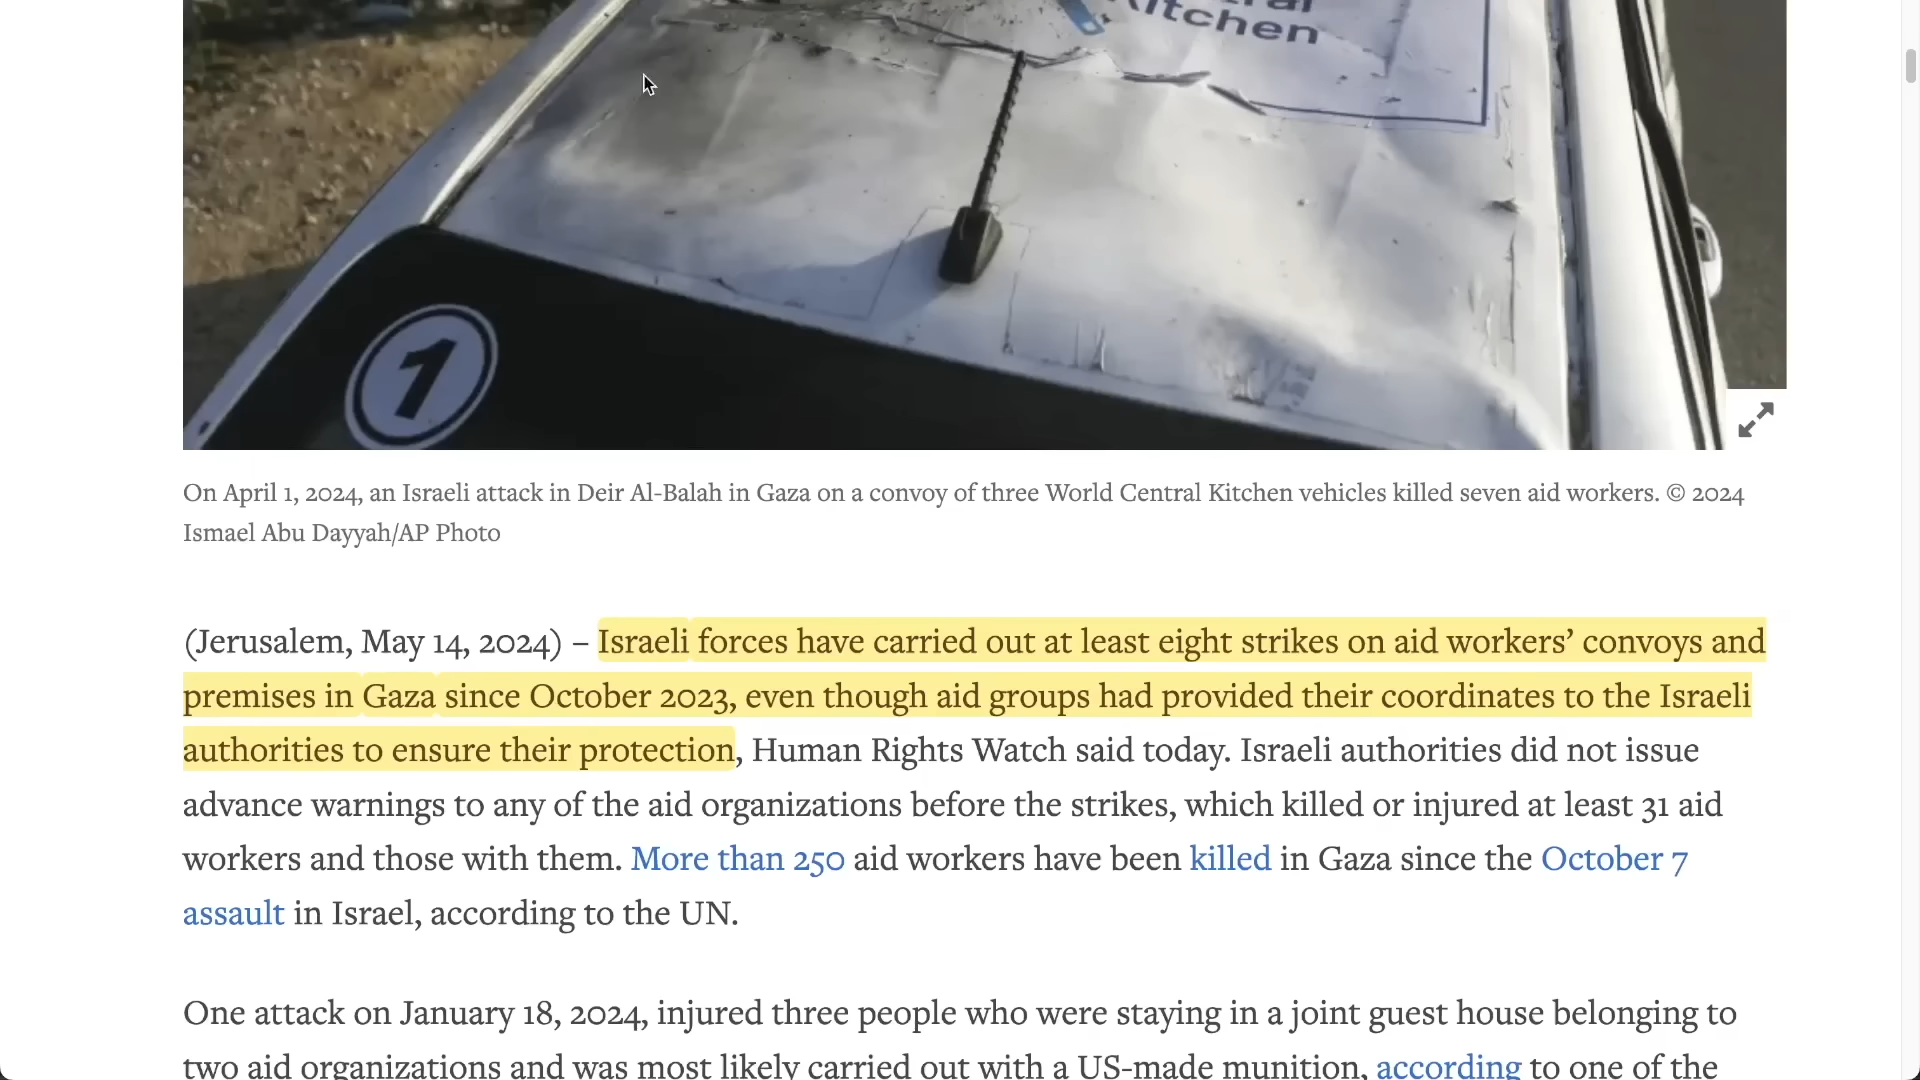 Kitchen
1
On April 1, 2024, an Israeli attack in Deir Al-Balah in Gaza on a convoy of three World Central Kitchen vehicles killed seven aid workers. © 2024
Ismael Abu Dayyah/AP Photo
(Jerusalem, May 14, 2024) – Israeli forces have carried out at least eight strikes on aid workers’ convoys and
premises in Gaza since October 2023, even though aid groups had provided their coordinates to the Israeli
authorities to ensure their protection, Human Rights Watch said today. Israeli authorities did not issue
advance warnings to any of the aid organizations before the strikes, which killed or injured at least 31 aid
workers and those with them. More than 250 aid workers have been killed in Gaza since the October 7
assault in Israel, according to the UN.
One attack on January 18, 2024, injured three people who were staying in a joint guest house belonging to
two aid organizations and was most likely carried out with a US-made munition, according to one of the